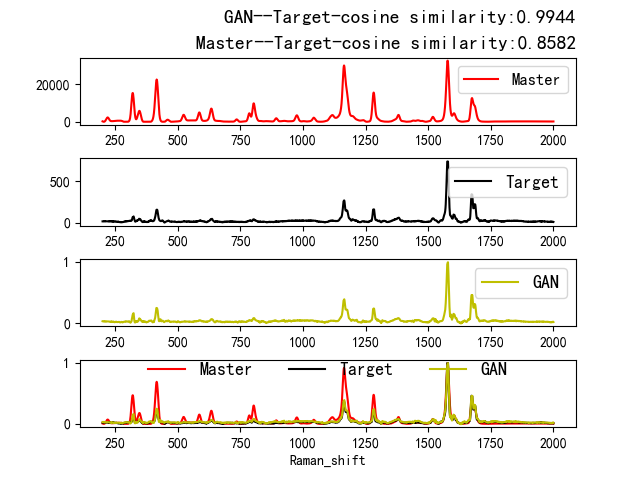 GAN--Target-cosine similarity:0.9944
Master--Target-cosine similarity:0.8582
20000
0
Master
250 500 750 1000 1250 1500 1750 2000
500
0
Target
250 500 750 1000 1250 1500 1750 2000
1
0
GAN
250 500 750 1000 1250 1500 1750 2000
1
0
Master Target GAN
250 500 750 1000 1250 1500 1750 2000
Raman_shift